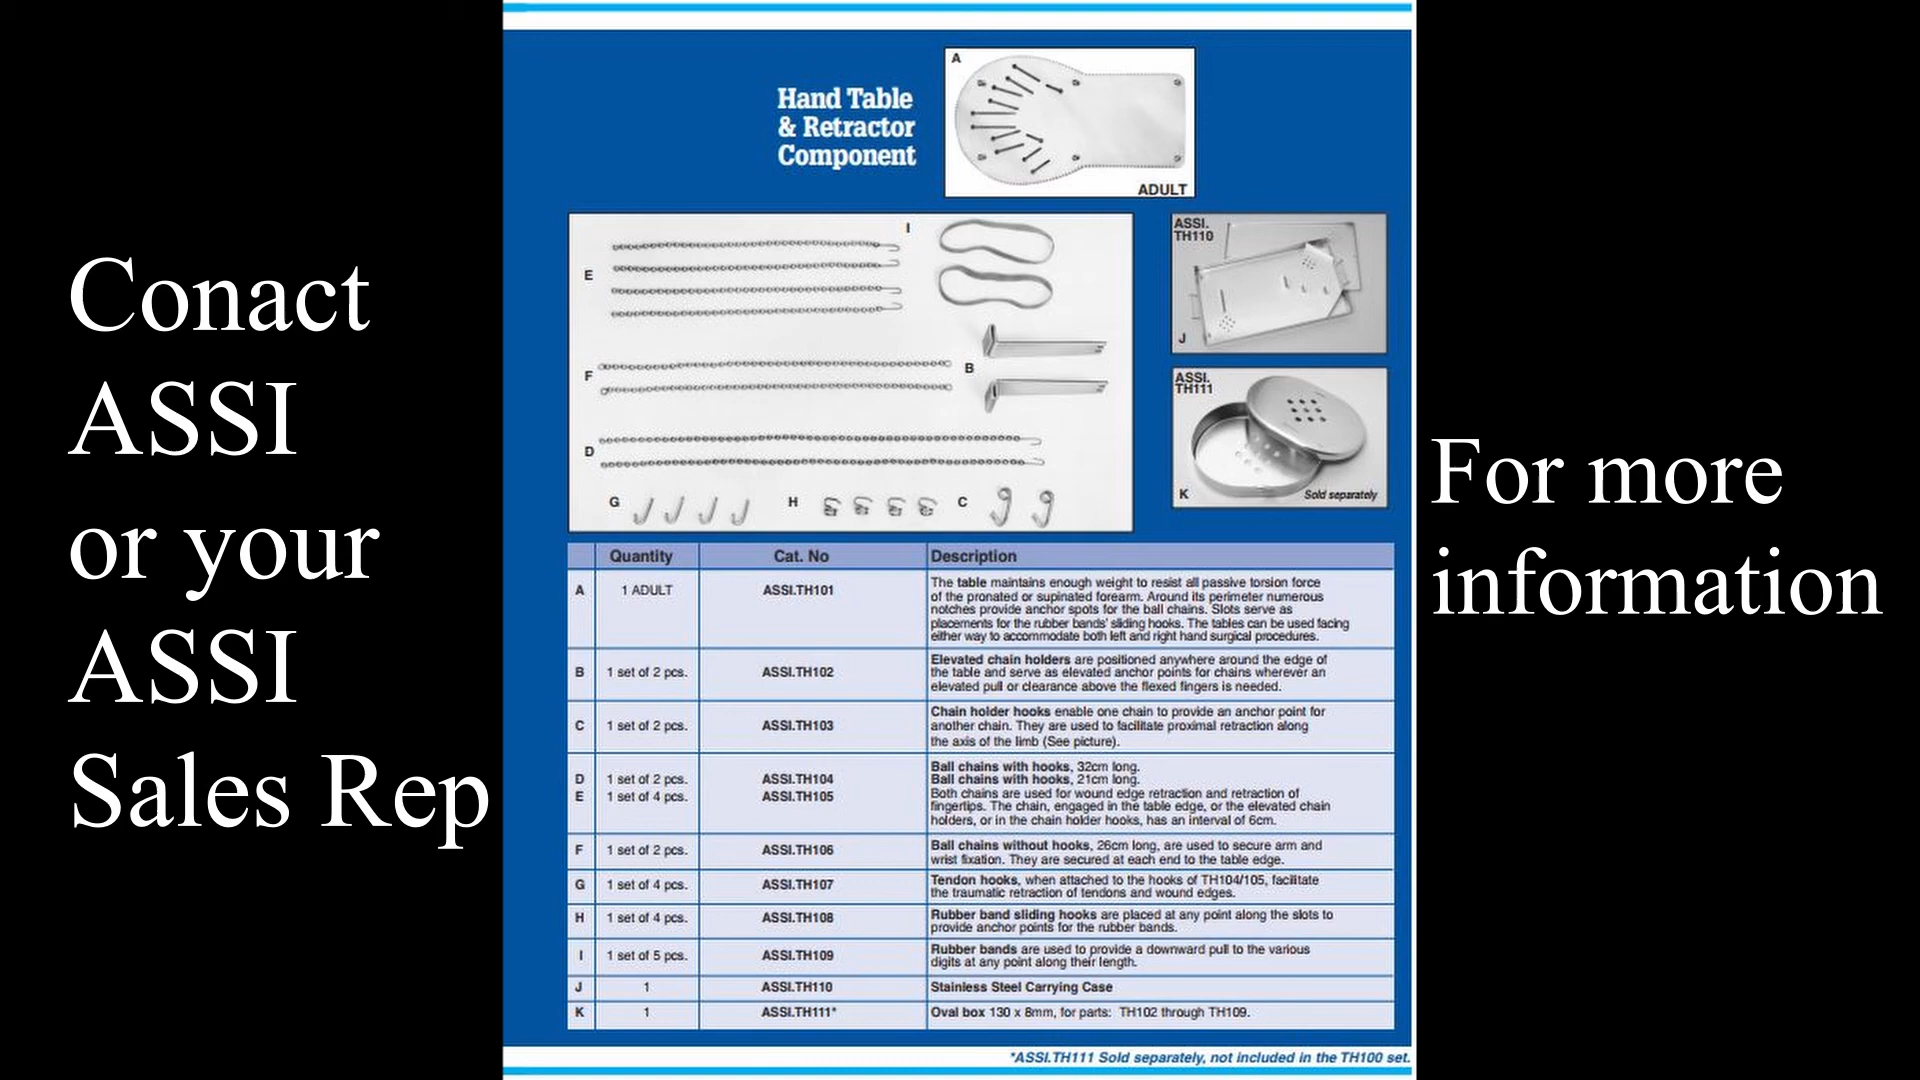 Conact
ASSI
or your
ASSI
Sales Rep
Hand Table
& Retractor
Component
A
ADULT
I
E
F
B
D
G
H
C
ASSI.
TH110
J
ASSI.
TH111
K
Sold separately
Quantity Cat. No Description
A 1 ADULT ASSI.TH101 The table maintains enough weight to resist all passive torsion force
of the pronated or supinated forearm. Around its perimeter numerous
notches provide anchor spots for the ball chains. Slots serve as
placements for the rubber bands' sliding hooks. The tables can be used facing
either way to accommodate both left and right hand surgical procedures.
B 1 set of 2 pcs. ASSI.TH102 Elevated chain holders are positioned anywhere around the edge of
the table and serve as elevated anchor points for chains wherever an
elevated pull or clearance above the flexed fingers is needed.
C 1 set of 2 pcs. ASSI.TH103 Chain holder hooks enable one chain to provide an anchor point for
another chain. They are used to facilitate proximal retraction along
the axis of the limb (See picture).
D 1 set of 2 pcs. ASSI.TH104 Ball chains with hooks, 32cm long.
E 1 set of 4 pcs. ASSI.TH105 Ball chains with hooks, 21cm long.
Both chains are used for wound edge retraction and retraction of
fingertips. The chain, engaged in the table edge, or the elevated chain
holders, or in the chain holder hooks, has an interval of 6cm.
F 1 set of 2 pcs. ASSI.TH106 Ball chains without hooks, 26cm long, are used to secure arm and
wrist fixation. They are secured at each end to the table edge.
G 1 set of 4 pcs. ASSI.TH107 Tendon hooks, when attached to the hooks of TH104/105, facilitate
the traumatic retraction of tendons and wound edges.
H 1 set of 4 pcs. ASSI.TH108 Rubber band sliding hooks are placed at any point along the slots to
provide anchor points for the rubber bands.
I 1 set of 5 pcs. ASSI.TH109 Rubber bands are used to provide a downward pull to the various
digits at any point along their length.
J 1 ASSI.TH110 Stainless Steel Carrying Case
K 1 ASSI.TH111* Oval box 130 x 8mm, for parts: TH102 through TH109.
*ASSI.TH111 Sold separately, not included in the TH100 set.
For more
information